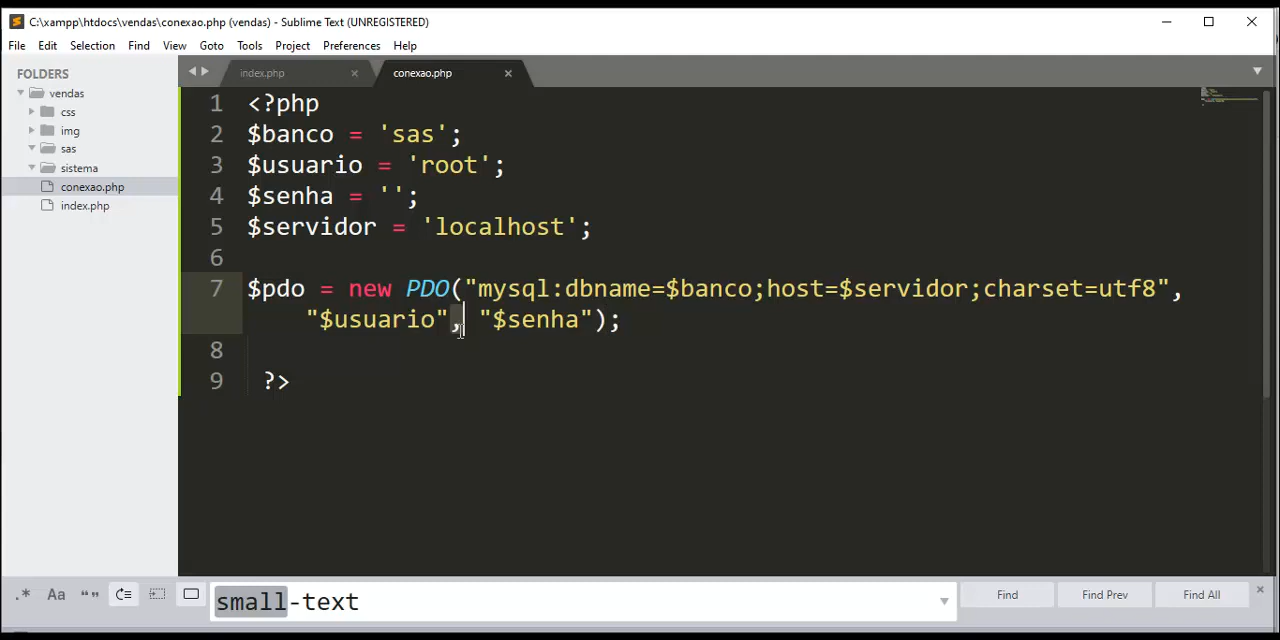 C:\xampp\htdocs\vendas\conexao.php (vendas) - Sublime Text (UNREGISTERED)
File Edit Selection Find View Goto Tools Project Preferences Help
FOLDERS
vendas
css
img
sas
sistema
conexao.php
index.php
index.php conexao.php
1 <?php
2 $banco = 'sas';
3 $usuario = 'root';
4 $senha = '';
5 $servidor = 'localhost';
6
7 $pdo = new PDO("mysql:dbname=$banco;host=$servidor;charset=utf8",
"$usuario", "$senha");
8
9 ?>
.* Aa “” small-text Find Find Prev Find All